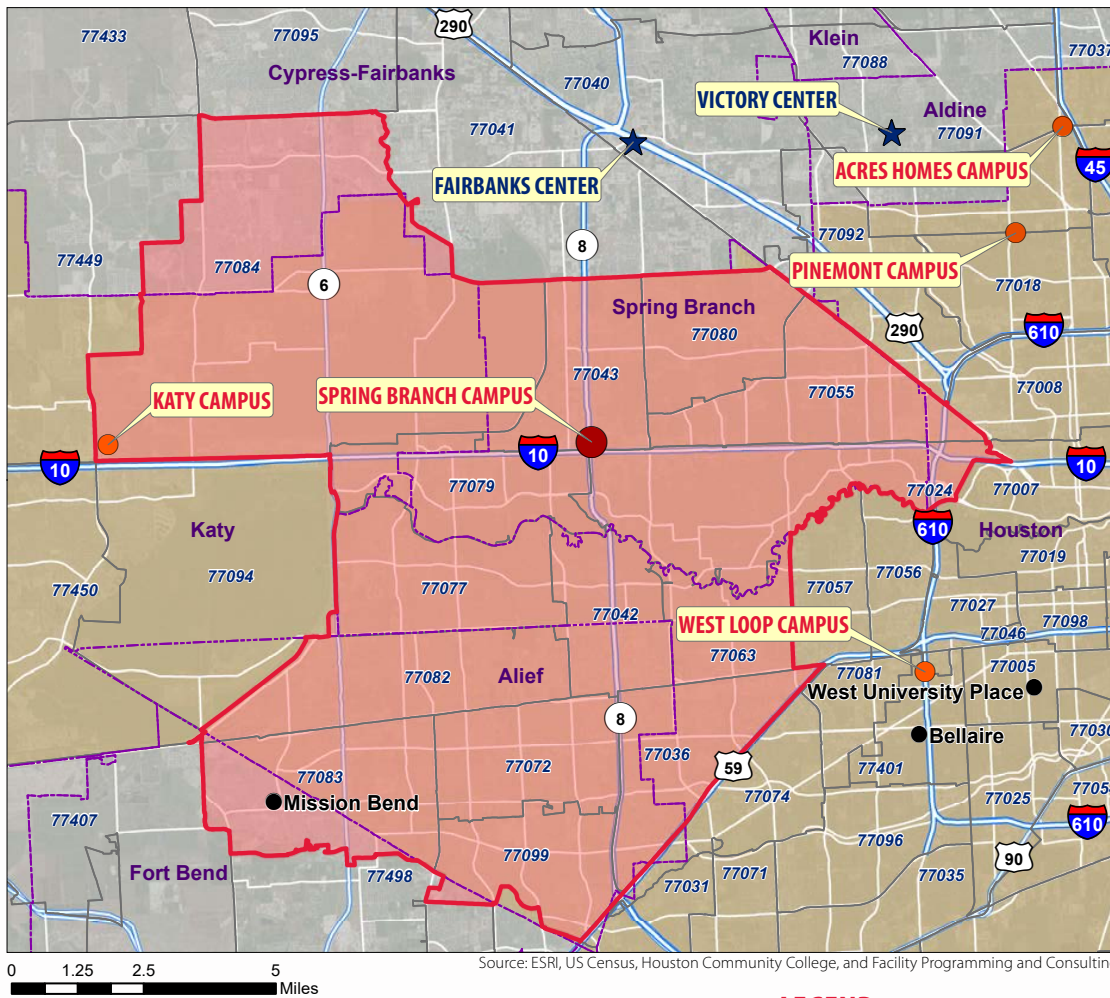 77433
77095
290
Klein
77088
77037
Cypress-Fairbanks
77040
VICTORY CENTER
Aldine
77041
77091
FAIRBANKS CENTER
ACRES HOMES CAMPUS
45
77092
8
77449
77084
PINEMONT CAMPUS
6
77018
Spring Branch
290
610
77080
77043
77055
77008
KATY CAMPUS
SPRING BRANCH CAMPUS
10
10
10
77079
77024
77007
Katy
610
Houston
77019
77450
77094
77077
77057
77056
77042
77027
77098
WEST LOOP CAMPUS
77046
77063
77082
Alief
77081
77005
West University Place
8
Bellaire
77036
59
77401
77083
77072
77074
Mission Bend
77025
77407
610
77099
77096
Fort Bend
77498
77031
77071
77035
90
0 1.25 2.5 5
Miles
Source: ESRI, US Census, Houston Community College, and Facility Programming and Consultin